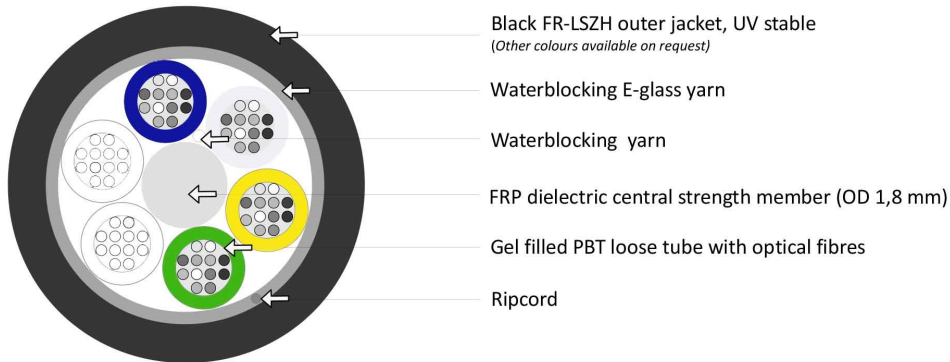 Black FR-LSZH outer jacket, UV stable
(Other colours available on request)
Waterblocking E-glass yarn
Waterblocking yarn
FRP dielectric central strength member (OD 1,8 mm)
Gel filled PBT loose tube with optical fibres
Ripcord